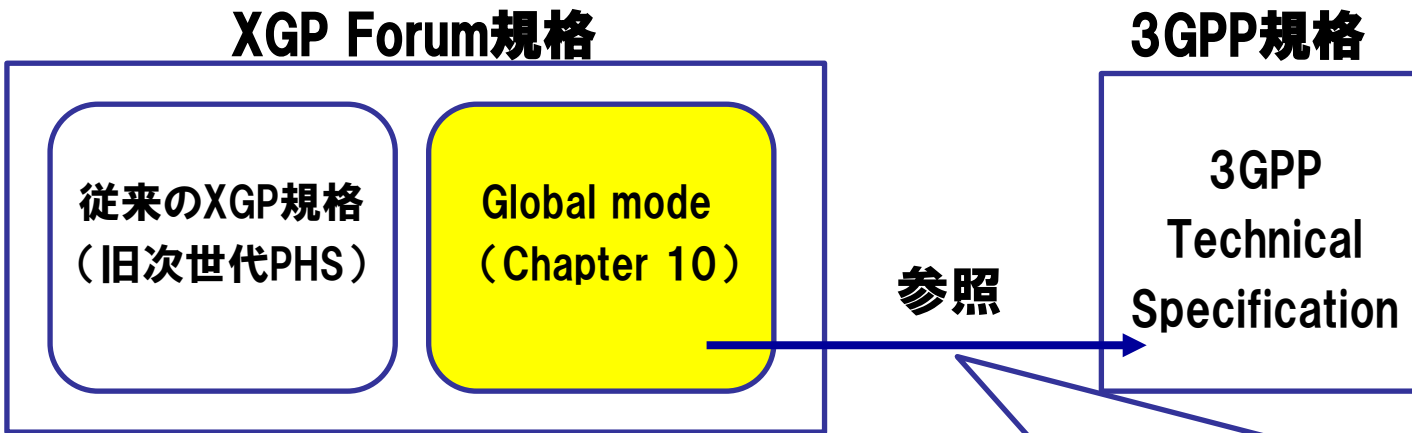 XGP Forum規格
3GPP規格
従来のXGP規格
（旧次世代PHS）
Global mode
（Chapter 10）
参照
3GPP
Technical
Specification